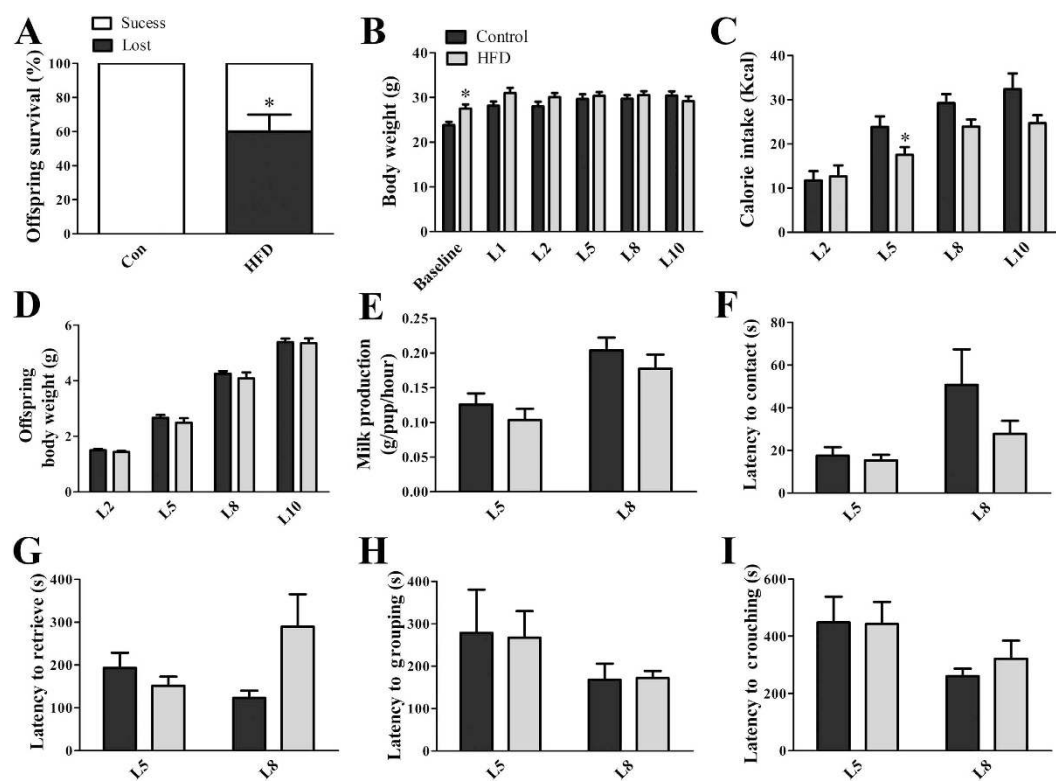 A
Sucess
Lost
Offspring survival (%)
100
80
60
40
20
0
*
Con
HFD
B
Control
HFD
Body weight (g)
40
30
20
10
0
*
Baseline
L1
L2
L5
L8
L10
C
Calorie intake (Kcal)
40
30
20
10
0
*
L2
L5
L8
L10
D
Offspring
body weight (g)
6
4
2
0
L2
L5
L8
L10
E
Milk production
(g/pup/hour)
0.25
0.20
0.15
0.10
0.05
0.00
L5
L8
F
Latency to contact (s)
80
60
40
20
0
L5
L8
G
Latency to retrieve (s)
400
300
200
100
0
L5
L8
H
Latency to grouping (s)
400
300
200
100
0
L5
L8
I
Latency to crouching (s)
600
400
200
0
L5
L8